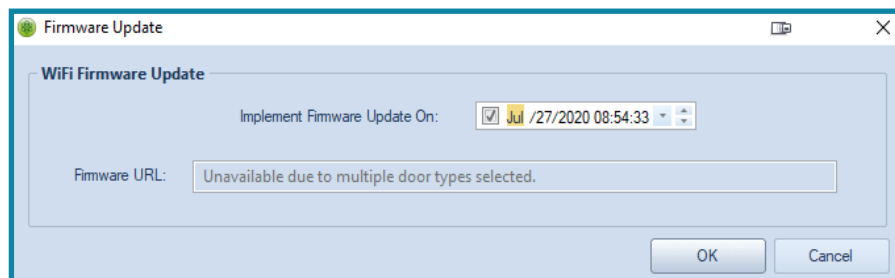 Firmware Update
WiFi Firmware Update
Implement Firmware Update On: Jul /27/2020 08:54:33
Firmware URL: Unavailable due to multiple door types selected.
OK Cancel